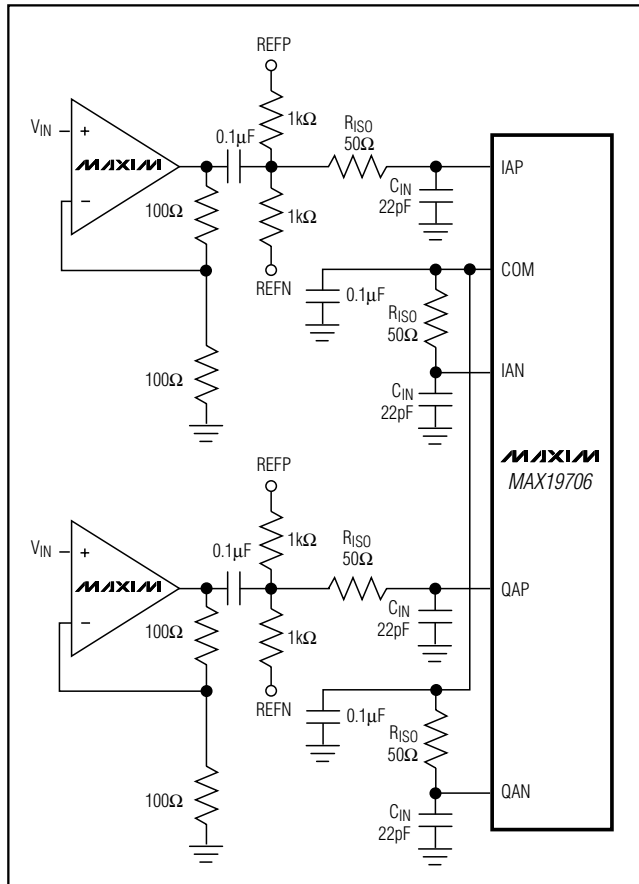 REFP
VIN
+
MAXIM
−
0.1µF
1kΩ
RISO
50Ω
IAP
CIN
22pF
100Ω
1kΩ
REFN
COM
0.1µF
RISO
50Ω
IAN
CIN
22pF
100Ω
MAXIM
MAX19706
REFP
VIN
+
MAXIM
−
0.1µF
1kΩ
RISO
50Ω
QAP
CIN
22pF
100Ω
1kΩ
REFN
0.1µF
RISO
50Ω
QAN
CIN
22pF
100Ω